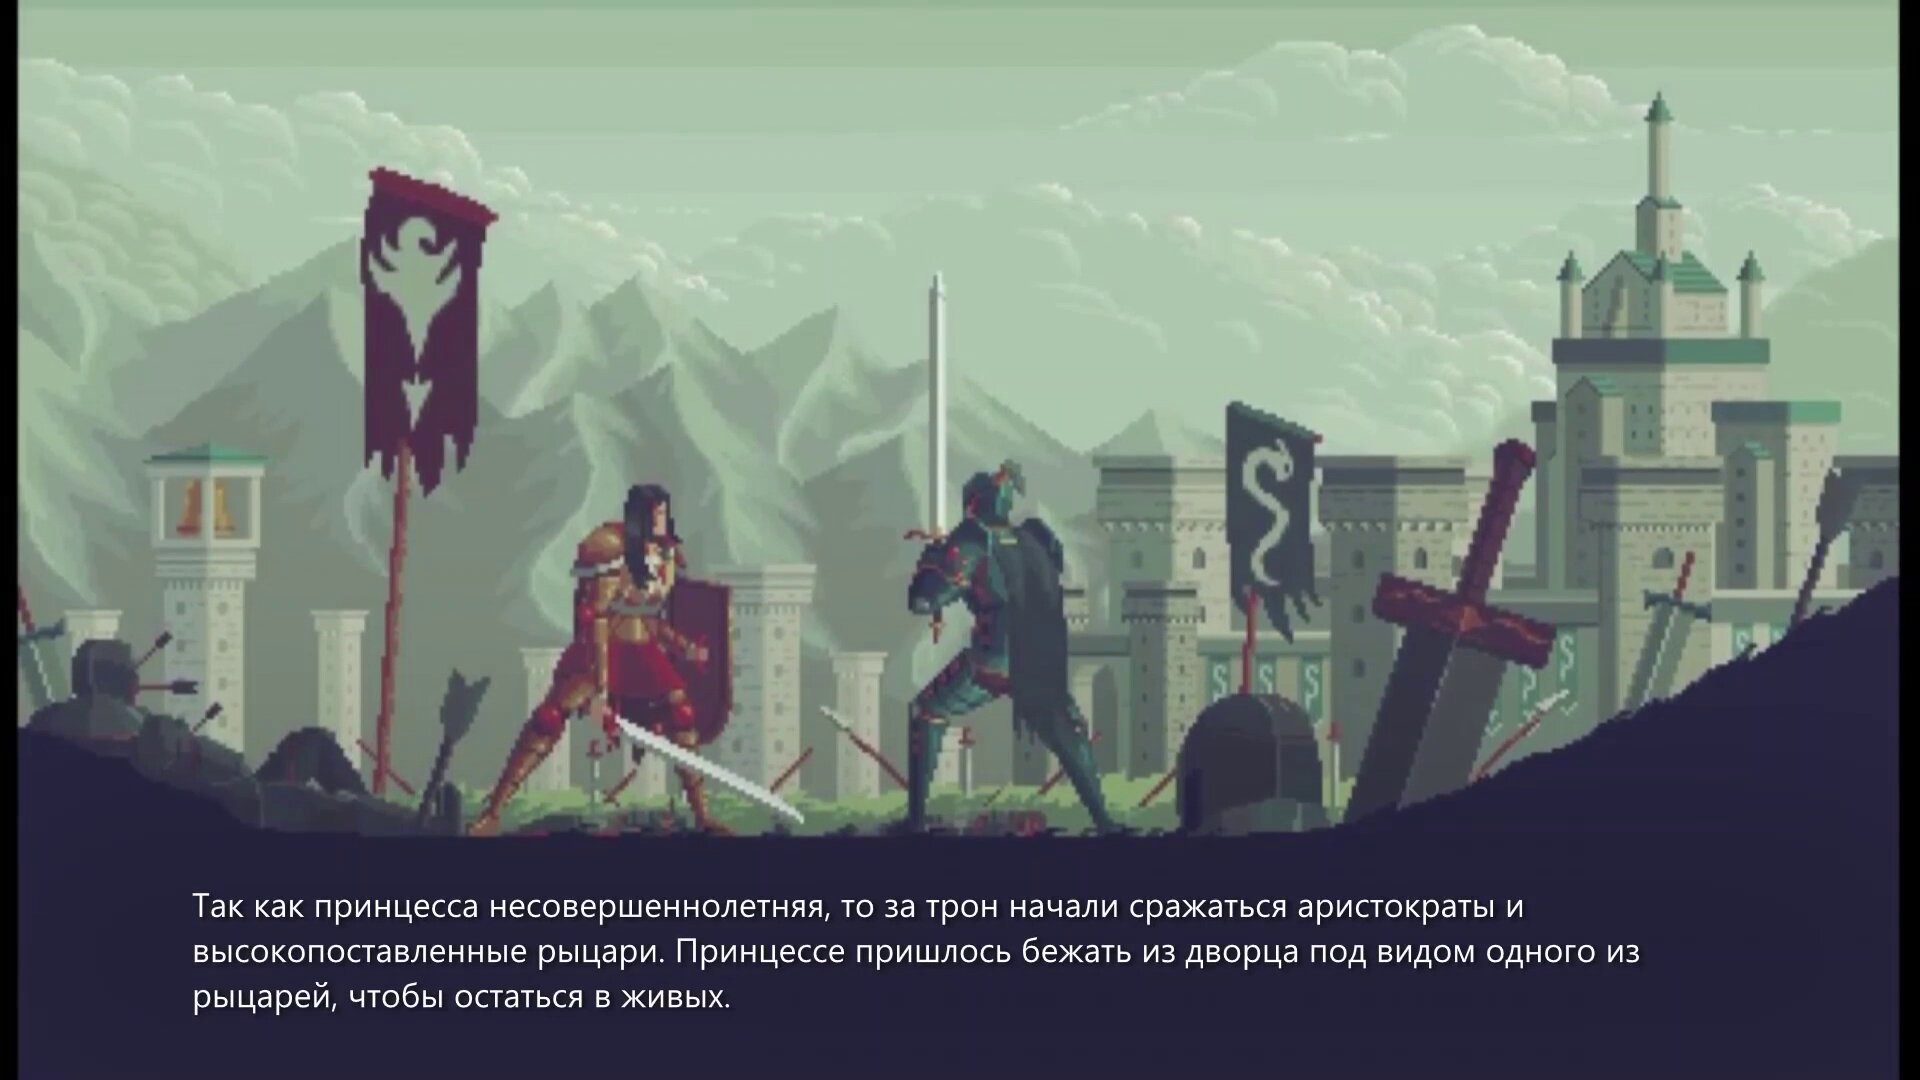 Так как принцесса несовершеннолетняя, то за трон начали сражаться аристократы и
высокопоставленные рыцари. Принцессе пришлось бежать из дворца под видом одного из
рыцарей, чтобы остаться в живых.